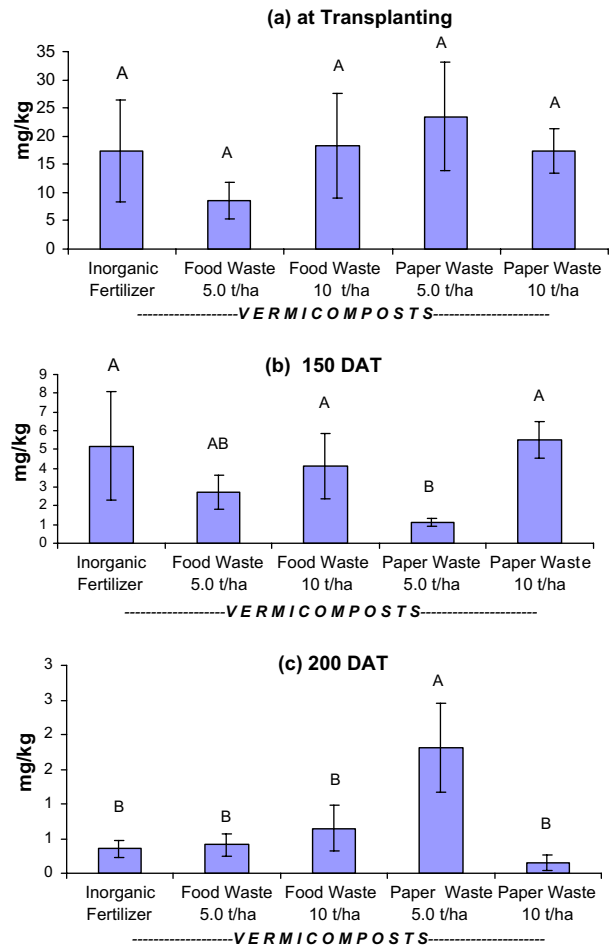 (a) at Transplanting
35
30
25
20
15
10
5
0
mg/kg
A
A
A
A
A
Inorganic Food Waste Food Waste Paper Waste Paper Waste
Fertilizer 5.0 t/ha 10 t/ha 5.0 t/ha 10 t/ha
-------------------VERMICOMPOSTS---------------------
(b) 150 DAT
9
8
7
6
5
4
3
2
1
0
mg/kg
A
AB
A
B
A
Inorganic Food Waste Food Waste Paper Waste Paper Waste
Fertilizer 5.0 t/ha 10 t/ha 5.0 t/ha 10 t/ha
-------------------VERMICOMPOSTS---------------------
(c) 200 DAT
3
3
2
2
1
1
0
mg/kg
B
B
B
A
B
Inorganic Food Waste Food Waste Paper Waste Paper Waste
Fertilizer 5.0 t/ha 10 t/ha 5.0 t/ha 10 t/ha
-------------------VERMICOMPOSTS---------------------